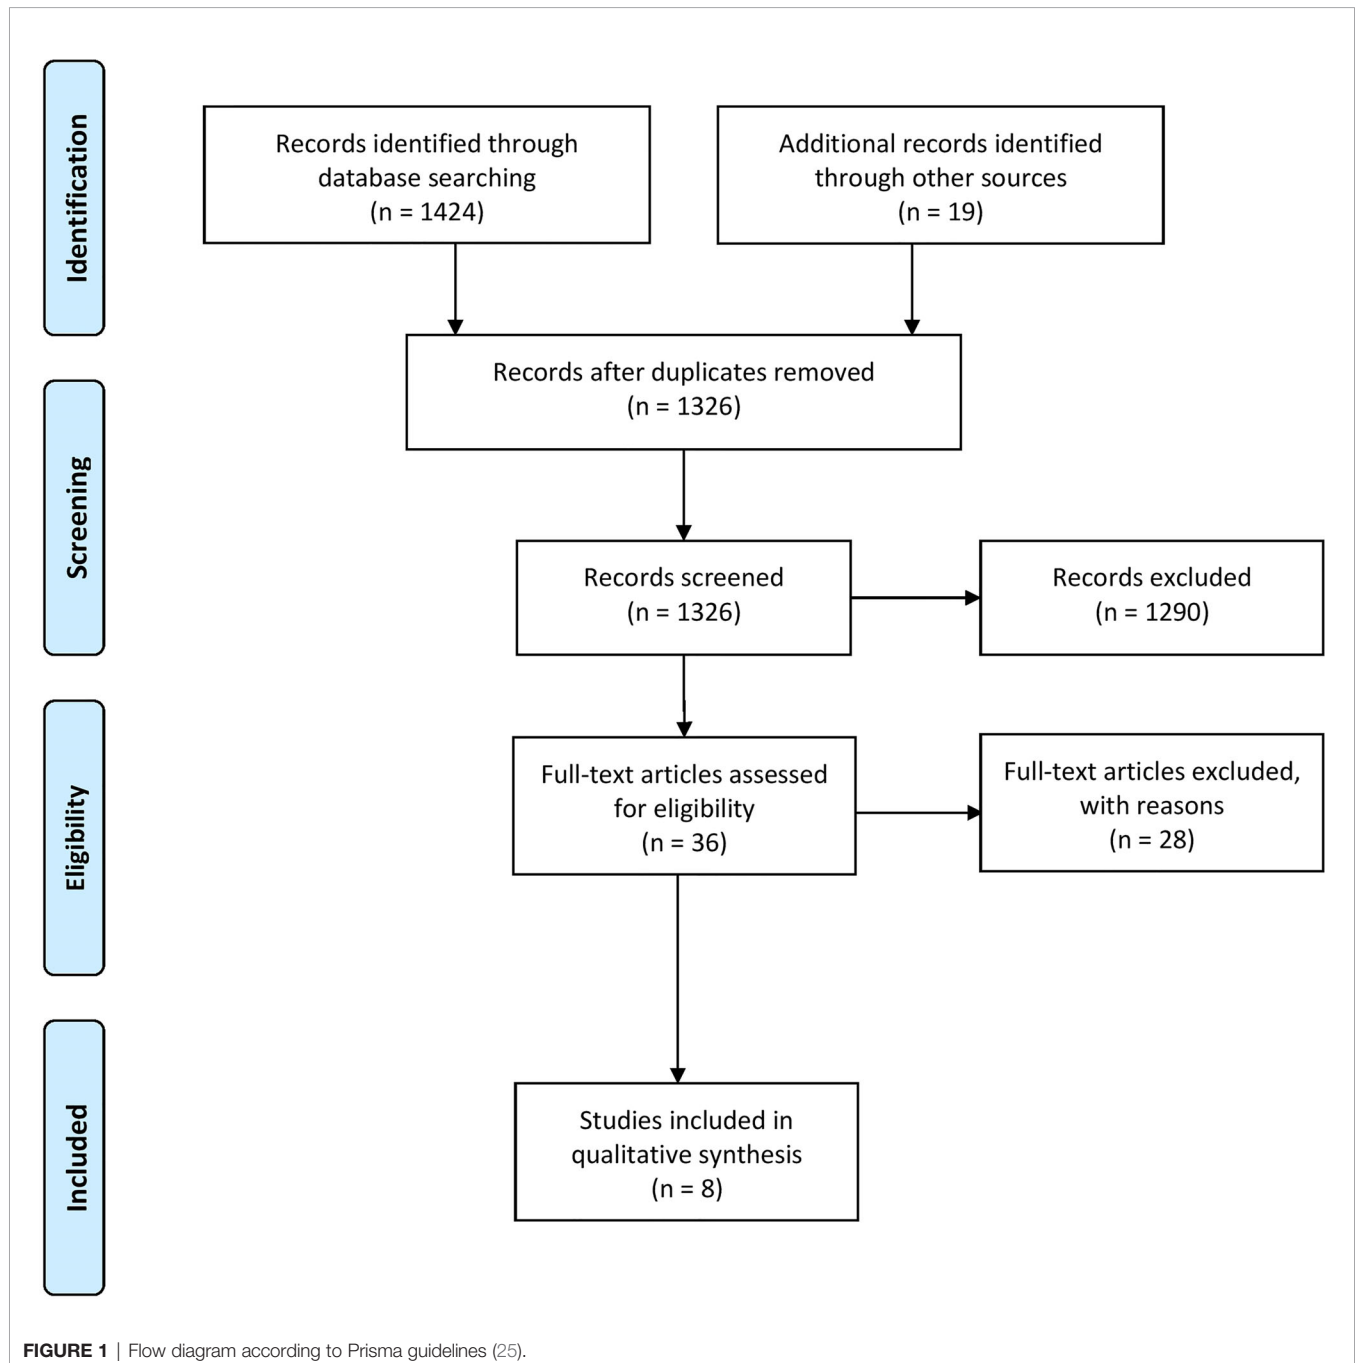 Identification
Records identified through
database searching
(n = 1424)
Additional records identified
through other sources
(n = 19)
Records after duplicates removed
(n = 1326)
Screening
Records screened
(n = 1326)
Records excluded
(n = 1290)
Eligibility
Full-text articles assessed
for eligibility
(n = 36)
Full-text articles excluded,
with reasons
(n = 28)
Included
Studies included in
qualitative synthesis
(n = 8)
FIGURE 1 | Flow diagram according to Prisma guidelines (25).